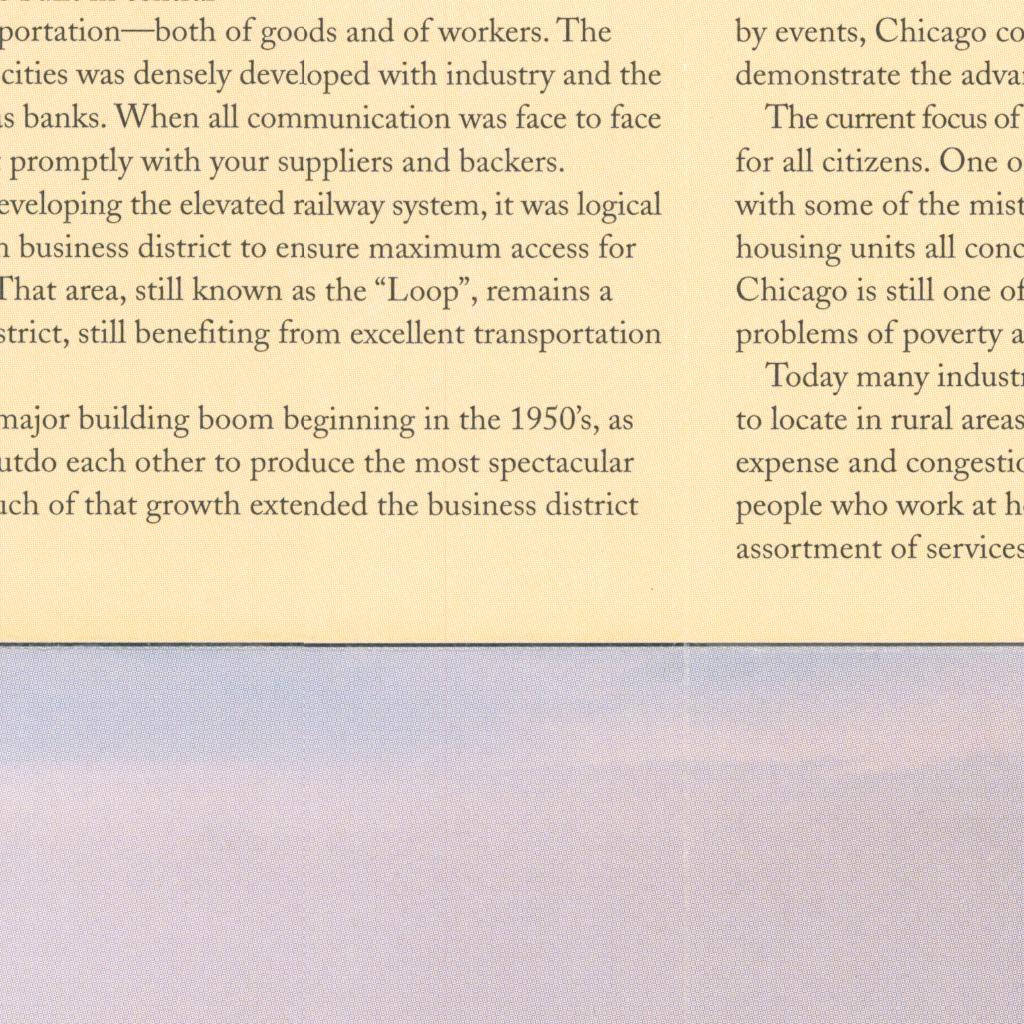 portation—both of goods and of workers. The
cities was densely developed with industry and the
as banks. When all communication was face to face
promptly with your suppliers and backers.
eveloping the elevated railway system, it was logical
n business district to ensure maximum access for
That area, still known as the “Loop”, remains a
strict, still benefiting from excellent transportation
major building boom beginning in the 1950’s, as
utdo each other to produce the most spectacular
uch of that growth extended the business district
by events, Chicago co
demonstrate the adva
The current focus of
for all citizens. One o
with some of the mist
housing units all conc
Chicago is still one of
problems of poverty a
Today many industr
to locate in rural areas
expense and congestio
people who work at h
assortment of services